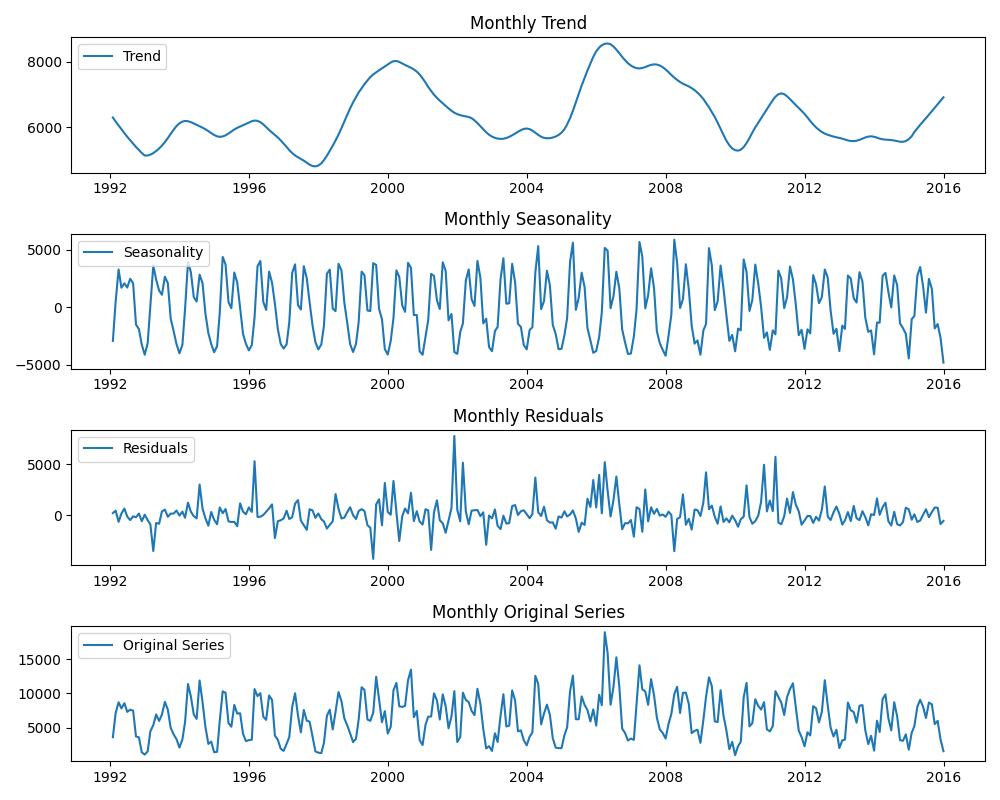 Monthly Trend
Trend
8000
6000
1992 1996 2000 2004 2008 2012 2016
Monthly Seasonality
Seasonality
5000
0
−5000
1992 1996 2000 2004 2008 2012 2016
Monthly Residuals
Residuals
5000
0
1992 1996 2000 2004 2008 2012 2016
Monthly Original Series
Original Series
15000
10000
5000
1992 1996 2000 2004 2008 2012 2016